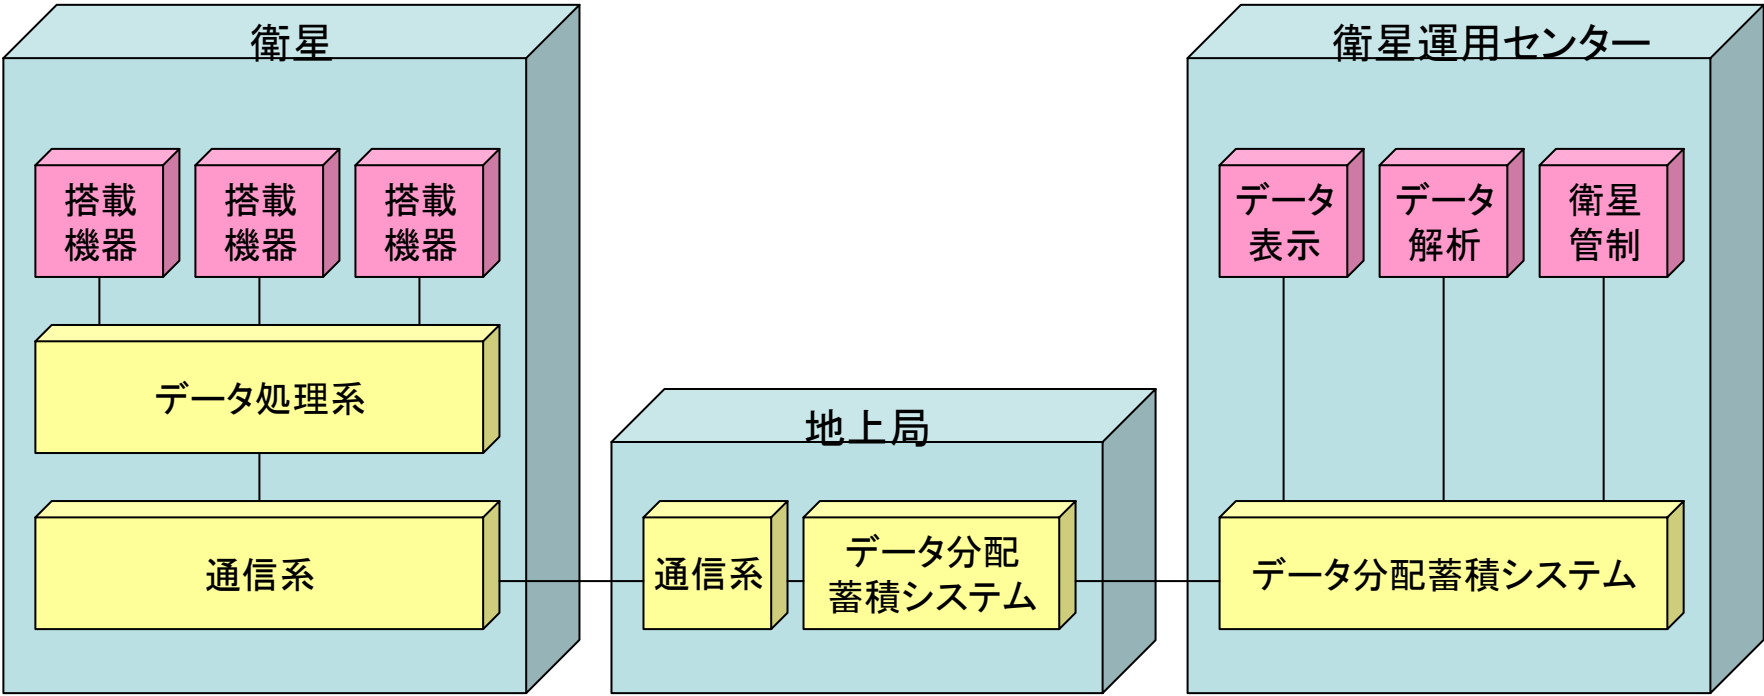 衛星
搭載
機器
搭載
機器
搭載
機器
データ処理系
通信系
地上局
通信系
データ分配
蓄積システム
衛星運用センター
データ
表示
データ
解析
衛星
管制
データ分配蓄積システム